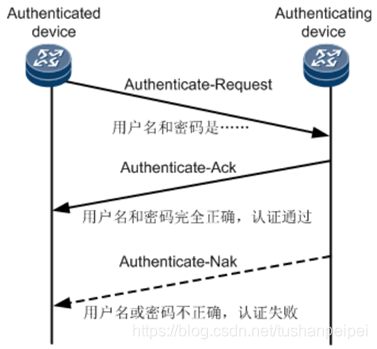 Authenticated
device
Authenticating
device
Authenticate-Request
用户名和密码是……
Authenticate-Ack
用户名和密码完全正确，认证通过
Authenticate-Nak
用户名或密码不正确，认证失败
https://blog.csdn.net/tushanpeipei